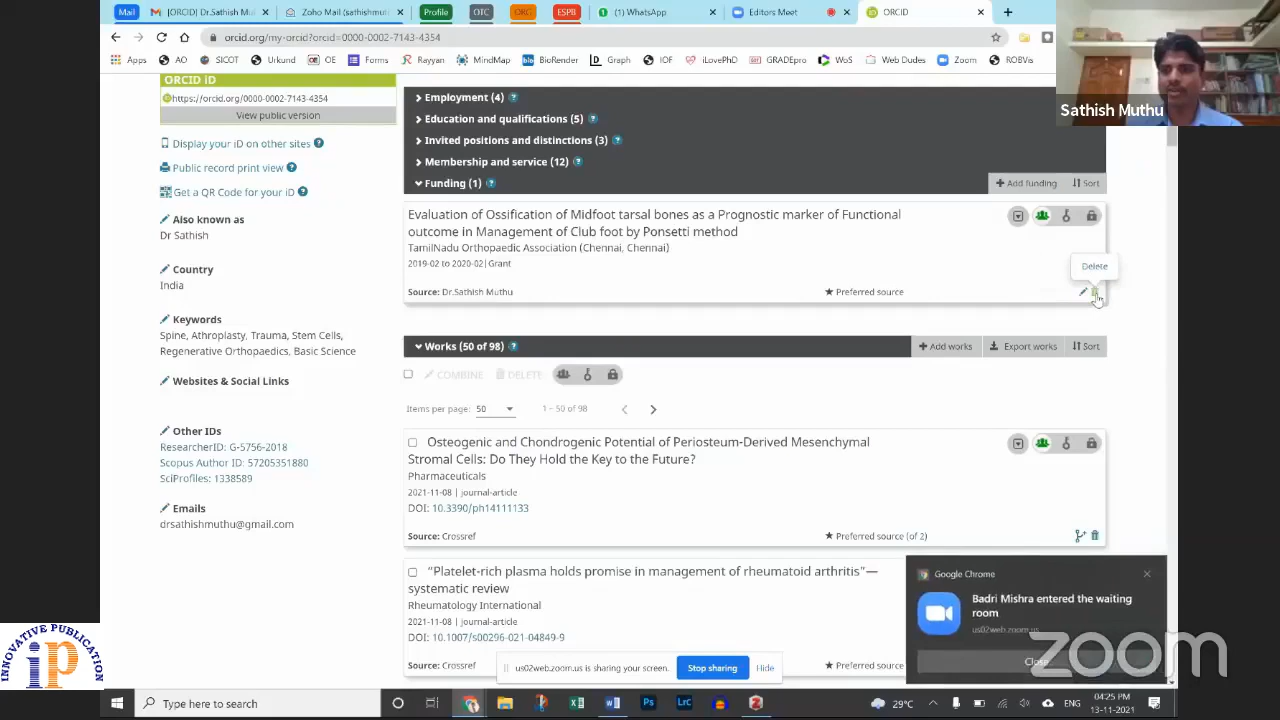 Mail
(ORCID) iD
Zoho Mail (sathishmut
Profile
OTC
ORC
ESPB
(1) WhatsApp
Editors Meet
ORCID
orcid.org/my-orcid?orcid=0000-0002-7143-4354
Apps
AO
SICOT
Urkund
OE
Forms
Rayyan
MindMap
bio
BioRender
Graph
IOF
iLovePhD
GRADEpro
WoS
Web Dudes
Zoom
ROBVis
Sathish Muthu
ORCID iD
https://orcid.org/0000-0002-7143-4354
View public version
Display your iD on other sites
Public record print view
Get a QR Code for your iD
Also known as
Dr Sathish
Country
India
Keywords
Spine, Athroplasty, Trauma, Stem Cells,
Regenerative Orthopaedics, Basic Science
Websites & Social Links
Other IDs
ResearcherID: G-5756-2018
Scopus Author ID: 57205351880
SciProfiles: 1338589
Emails
drsathishmuthu@gmail.com
Employment (4)
Education and qualifications (5)
Invited positions and distinctions (3)
Membership and service (12)
Funding (1)
Add funding
Sort
Evaluation of Ossification of Midfoot tarsal bones as a Prognostic marker of Functional
outcome in Management of Club foot by Ponsetti method
TamilNadu Orthopaedic Association (Chennai, Chennai)
2019-02 to 2020-02 | Grant
Delete
Source: Dr.Sathish Muthu
Preferred source
Works (50 of 98)
Add works
Export works
Sort
COMBINE
DELETE
Items per page: 50
1 – 50 of 98
Osteogenic and Chondrogenic Potential of Periosteum-Derived Mesenchymal
Stromal Cells: Do They Hold the Key to the Future?
Pharmaceuticals
2021-11-08 | journal-article
DOI: 10.3390/ph14111133
Source: Crossref
Preferred source (of 2)
"Platelet-rich plasma holds promise in management of rheumatoid arthritis"—
systematic review
Rheumatology International
2021-11-08 | journal-article
DOI: 10.1007/s00296-021-04849-9
Source: Crossref
Preferred source
Google Chrome
Badri Mishra entered the waiting
room
us02web.zoom.us
Close
us02web.zoom.us is sharing your screen.
Stop sharing
Hide
zoom
INNOVATIVE PUBLICATION
ip
Type here to search
29°C
04:25 PM
13-11-2021